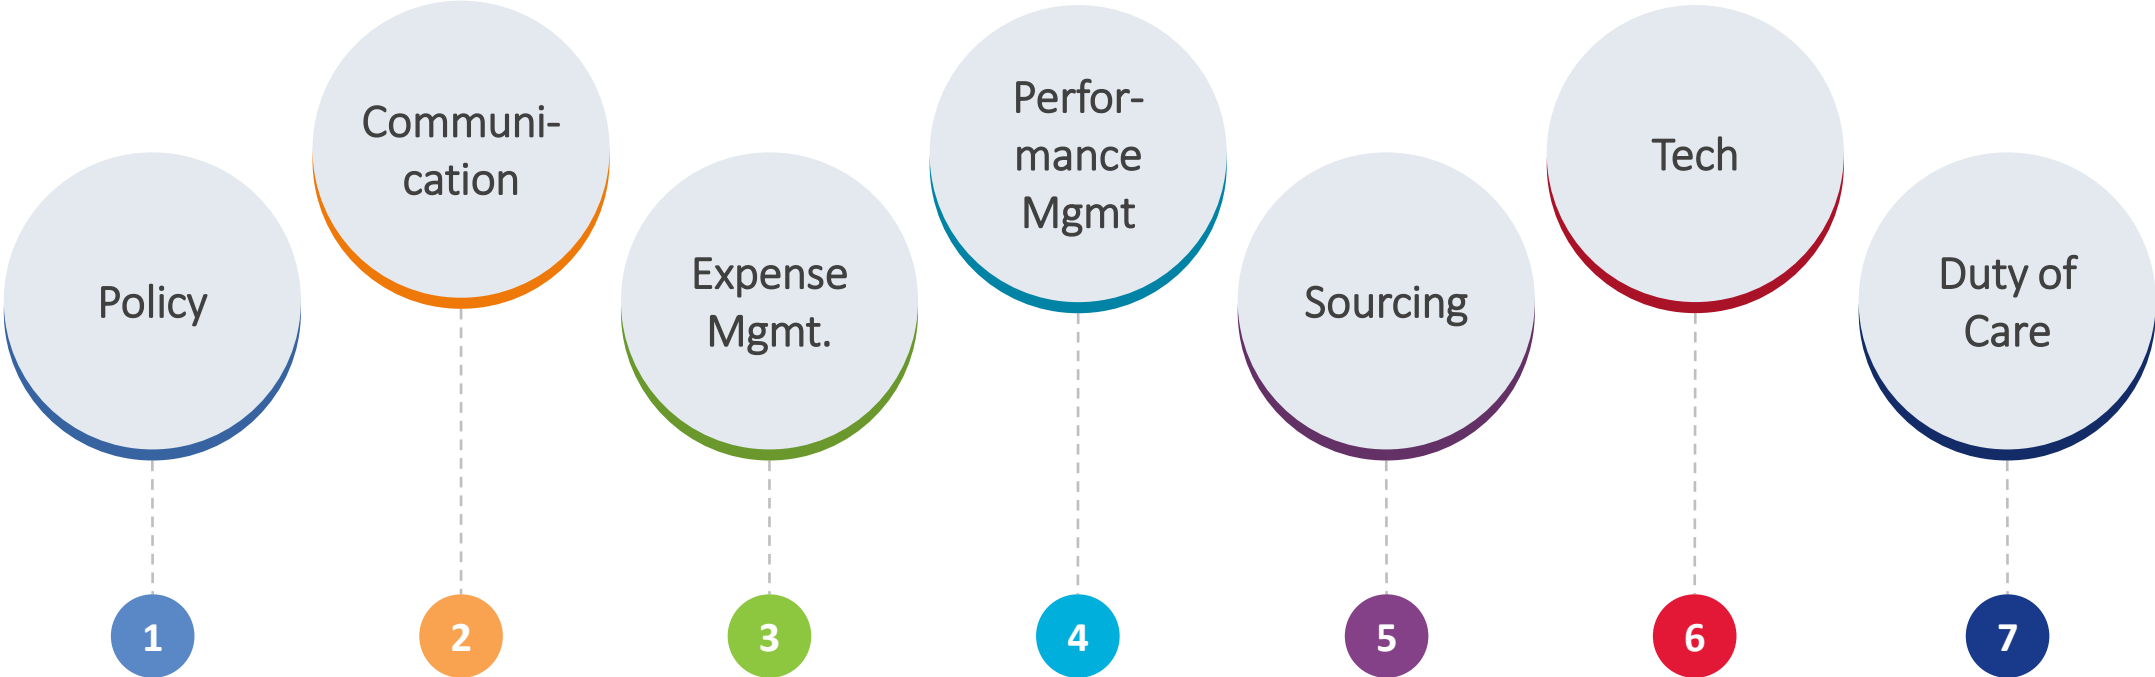 Policy
1
Communi-
cation
2
Expense
Mgmt.
3
Perfor-
mance
Mgmt
4
Sourcing
5
Tech
6
Duty of
Care
7